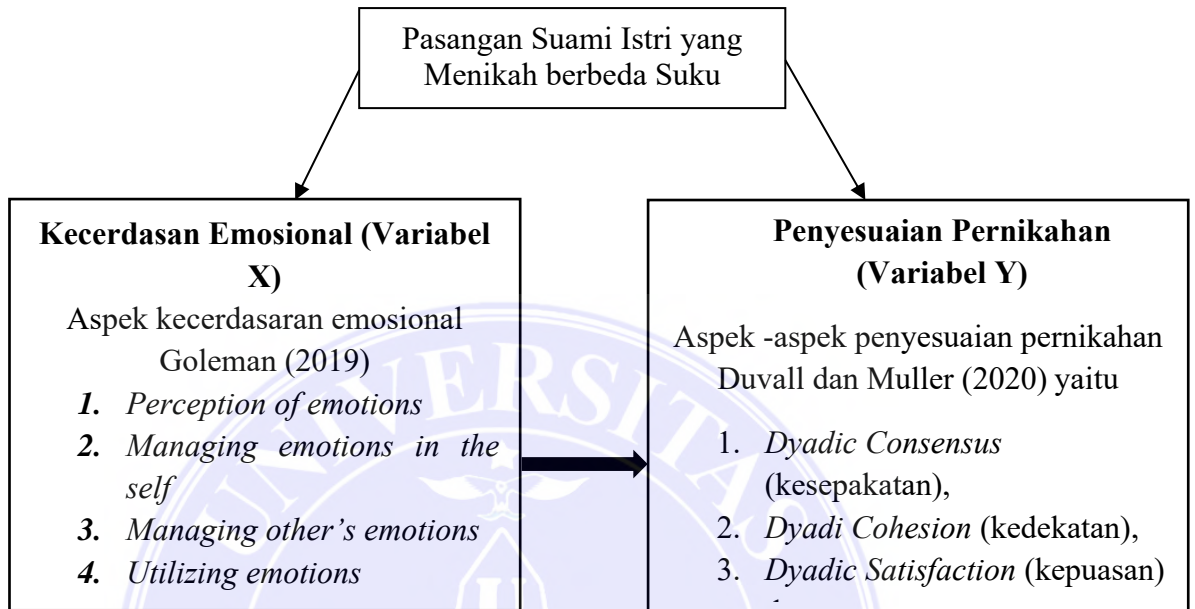 Pasangan Suami Istri yang
Menikah berbeda Suku
Kecerdasan Emosional (Variabel
X)
Aspek kecerdasaran emosional
Goleman (2019)
1. Perception of emotions
2. Managing emotions in the
self
3. Managing other’s emotions
4. Utilizing emotions
Penyesuaian Pernikahan
(Variabel Y)
Aspek -aspek penyesuaian pernikahan
Duvall dan Muller (2020) yaitu
1. Dyadic Consensus
(kesepakatan),
2. Dyadi Cohesion (kedekatan),
3. Dyadic Satisfaction (kepuasan)
UNIVERSITAS